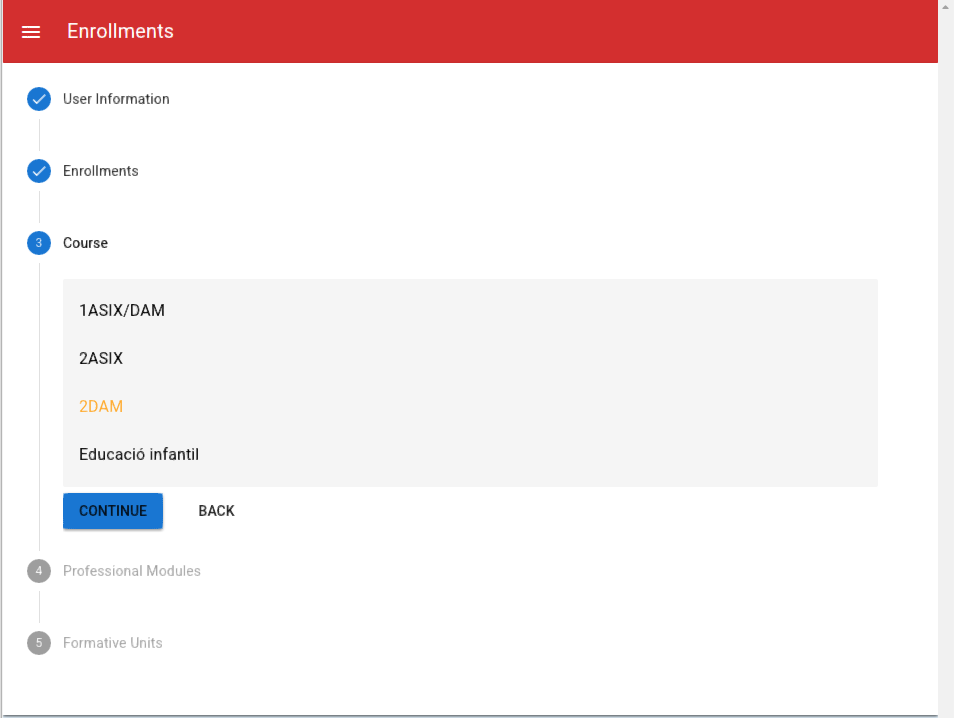 Enrollments
User Information
Enrollments
3 Course
1ASIX/DAM
2ASIX
2DAM
Educació infantil
CONTINUE BACK
4 Professional Modules
5 Formative Units